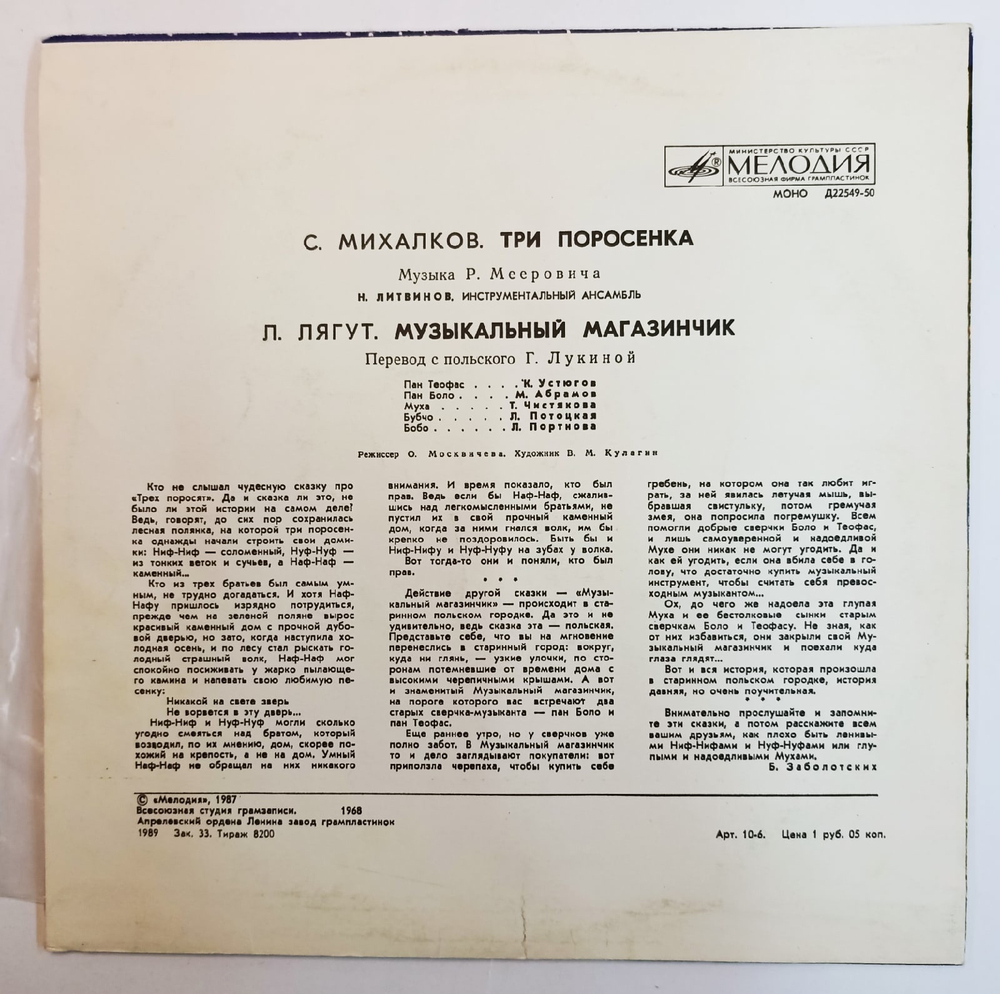 МИНИСТЕРСТВО КУЛЬТУРЫ СССР
МЕЛОДИЯ
ВСЕСОЮЗНАЯ ФИРМА ГРАМПЛАСТИНОК
МОНО Д22549-50
С. МИХАЛКОВ. ТРИ ПОРОСЕНКА
Музыка Р. Мееровича
Н. ЛИТВИНОВ, ИНСТРУМЕНТАЛЬНЫЙ АНСАМБЛЬ
Л. ЛЯГУТ. МУЗЫКАЛЬНЫЙ МАГАЗИНЧИК
Перевод с польского Г. Лукиной
Пан Теофас . . . . К. Устюгов
Пан Боло . . . . М. Абрамов
Муха . . . . . Т. Чистякова
Бубчо . . . . . Л. Потоцкая
Бобо . . . . . . Л. Портнова
Режиссер О. Москвичева. Художник В. М. Кулагин
Кто не слышал чудесную сказку про
«Трех поросят». Да и сказка ли это, не
было ли этой истории на самом деле?
Ведь, говорят, до сих пор сохранилась
лесная полянка, на которой три поросен-
ка однажды начали строить свои доми-
ки: Ниф-Ниф — соломенный, Нуф-Нуф —
из тонких веток и сучьев, а Наф-Наф —
каменный...
Кто из трех братьев был самым ум-
ным, не трудно догадаться. И хотя Наф-
Нафу пришлось изрядно потрудиться,
прежде чем на зеленой поляне вырос
красивый каменный дом с прочной дубо-
вой дверью, но зато, когда наступила хо-
лодная осень, и по лесу стал рыскать го-
лодный страшный волк, Наф-Наф мог
спокойно посиживать у жарко пылающе-
го камина и напевать свою любимую пе-
сенку:
Никакой на свете зверь
Не ворвется в эту дверь...
Ниф-Ниф и Нуф-Нуф могли сколько
угодно смеяться над братом, который
возводил, по их мнению, дом, скорее по-
хожий на крепость, а не на дом. Умный
Наф-Наф не обращал на них никакого
внимания. И время показало, кто был
прав. Ведь если бы Наф-Наф, сжалив-
шись над легкомысленными братьями, не
пустил их в свой прочный каменный
дом, когда за ними гнался волк, им бы
крепко не поздоровилось. Быть бы и
Ниф-Нифу и Нуф-Нуфу на зубах у волка.
Вот тогда-то они и поняли, кто был
прав.
* * *
Действие другой сказки — «Музы-
кальный магазинчик» — происходит в ста-
ринном польском городке. Да это и не
удивительно, ведь сказка эта — польская.
Представьте себе, что вы на мгновение
перенеслись в старинный город: вокруг,
куда ни глянь, — узкие улочки, по сто-
ронам потемневшие от времени дома с
высокими черепичными крышами. А вот
и знаменитый Музыкальный магазинчик,
на пороге которого вас встречают два
старых сверчка-музыканта — пан Боло и
пан Теофас.
Еще раннее утро, но у сверчков уже
полно забот. В Музыкальный магазинчик
то и дело заглядывают покупатели: вот
приползла черепаха, чтобы купить себе
гребень, на котором она так любит иг-
рать, за ней явилась летучая мышь, вы-
бравшая свистульку, потом гремучая
змея, она попросила погремушку. Всем
помогли добрые сверчки Боло и Теофас,
и лишь самоуверенной и надоедливой
Мухе они никак не могут угодить. Да и
как ей угодить, если она вбила себе в го-
лову, что достаточно купить музыкальный
инструмент, чтобы считать себя превос-
ходным музыкантом...
Ох, до чего же надоела эта глупая
Муха и ее бестолковые сынки старым
сверчкам Боло и Теофасу. Не зная, как
от них избавиться, они закрыли свой Му-
зыкальный магазинчик и поехали куда
глаза глядят...
Вот и вся история, которая произошла
в старинном польском городке, история
давняя, но очень поучительная.
* * *
Внимательно прослушайте и запомни-
те эти сказки, а потом расскажите всем
вашим друзьям, как плохо быть ленивы-
ми Ниф-Нифами и Нуф-Нуфами или глу-
пыми и надоедливыми Мухами.
Б. Заболотских
© «Мелодия», 1987
Всесоюзная студия грамзаписи. 1968
Апрелевский ордена Ленина завод грампластинок
1989 Зак. 33. Тираж 8200
Арт. 10-6. Цена 1 руб. 05 коп.